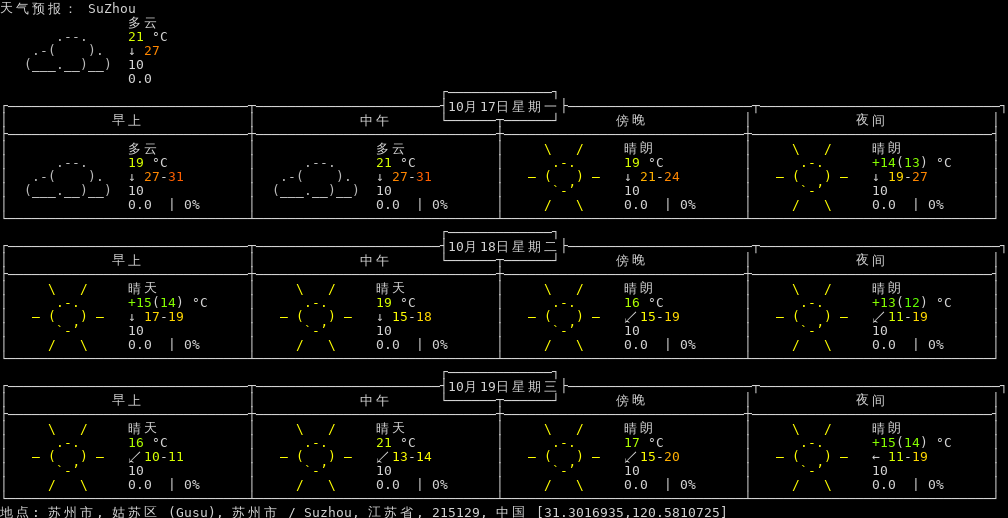 天气预报: SuZhou
多云
21 °C
↓ 27
10
0.0
10月17日星期一
早上 中午 傍晚 夜间
多云 多云 晴朗 晴朗
19 °C 21 °C 19 °C +14(13) °C
↓ 27-31 ↓ 27-31 ↓ 21-24 ↓ 19-27
10 10 10 10
0.0 | 0% 0.0 | 0% 0.0 | 0% 0.0 | 0%
10月18日星期二
早上 中午 傍晚 夜间
晴天 晴天 晴朗 晴朗
+15(14) °C 19 °C 16 °C +13(12) °C
↓ 17-19 ↓ 15-18 ↙ 15-19 ↙ 11-19
10 10 10 10
0.0 | 0% 0.0 | 0% 0.0 | 0% 0.0 | 0%
10月19日星期三
早上 中午 傍晚 夜间
晴天 晴天 晴朗 晴朗
16 °C 21 °C 17 °C +15(14) °C
↙ 10-11 ↙ 13-14 ↙ 15-20 ← 11-19
10 10 10 10
0.0 | 0% 0.0 | 0% 0.0 | 0% 0.0 | 0%
地点: 苏州市, 姑苏区 (Gusu), 苏州市 / Suzhou, 江苏省, 215129, 中国 [31.3016935,120.5810725]